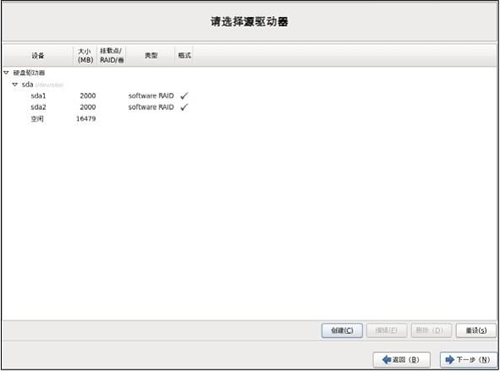 请选择源驱动器
设备 大小 (MB) 挂载点/ RAID/卷 类型 格式
硬盘驱动器
sda
sda1 2000 software RAID ✓
sda2 2000 software RAID ✓
空闲 16479
创建(C) 编辑(E) 删除 (D) 重设(s)
返回 (B) 下一步 (N)